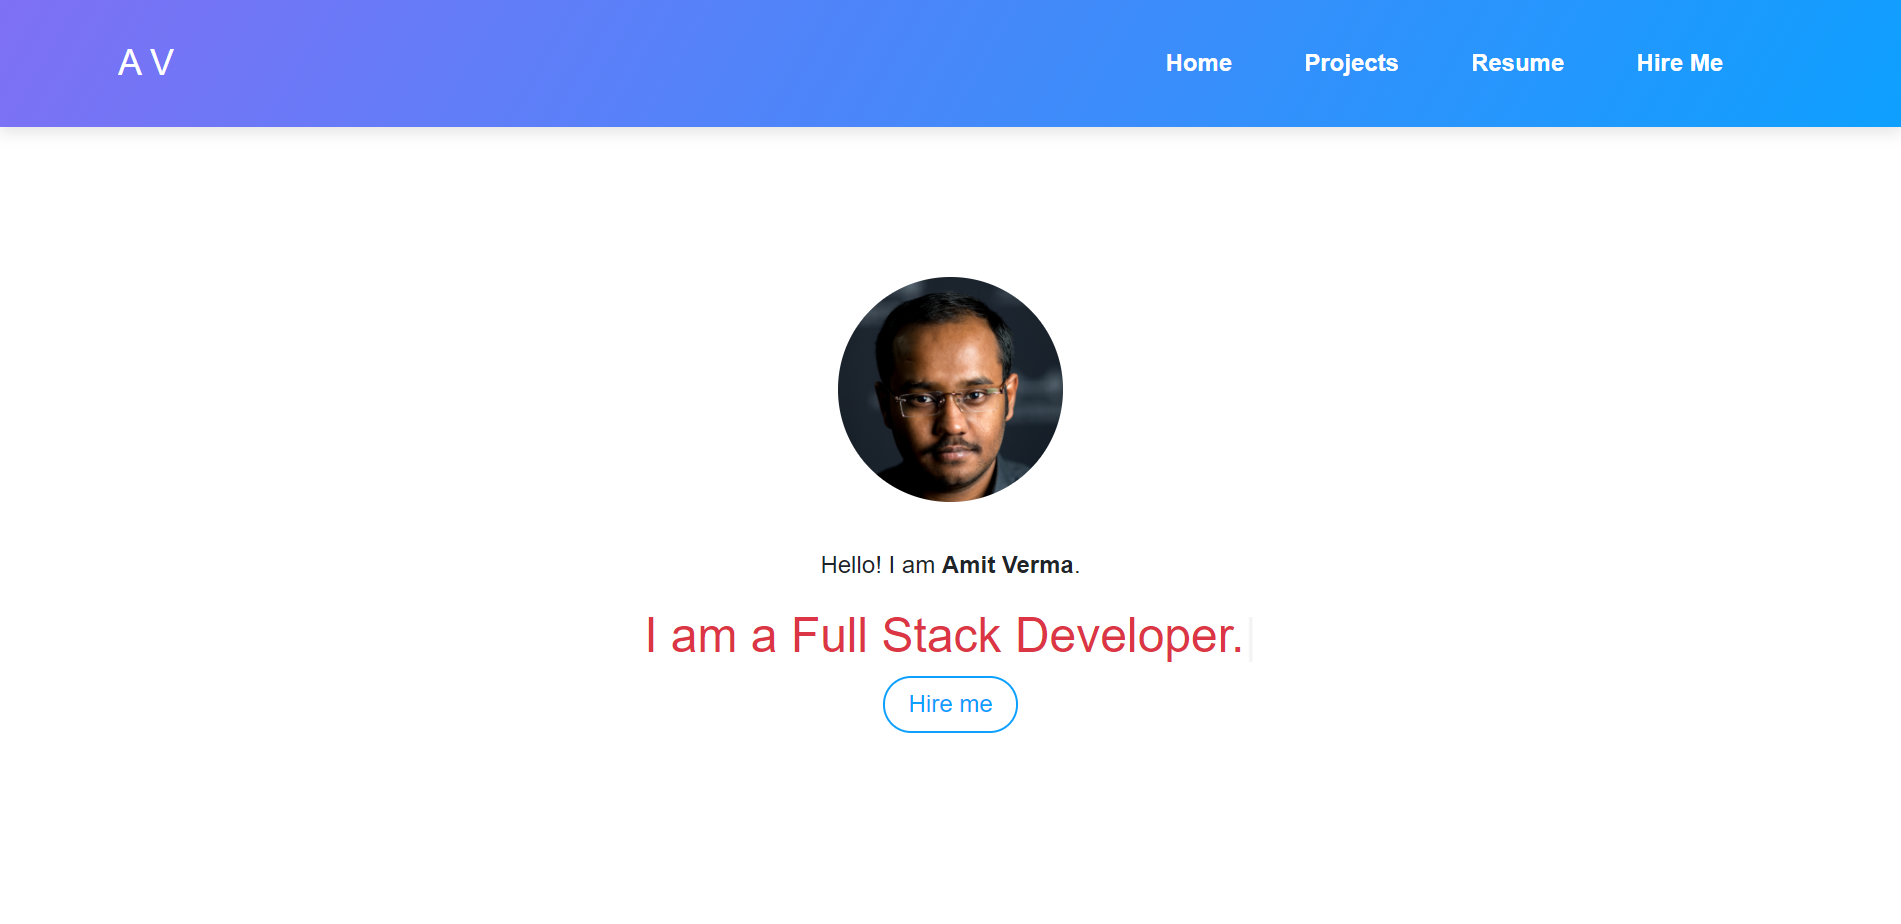 A V
Home Projects Resume Hire Me
Hello! I am Amit Verma.
I am a Full Stack Developer.
Hire me